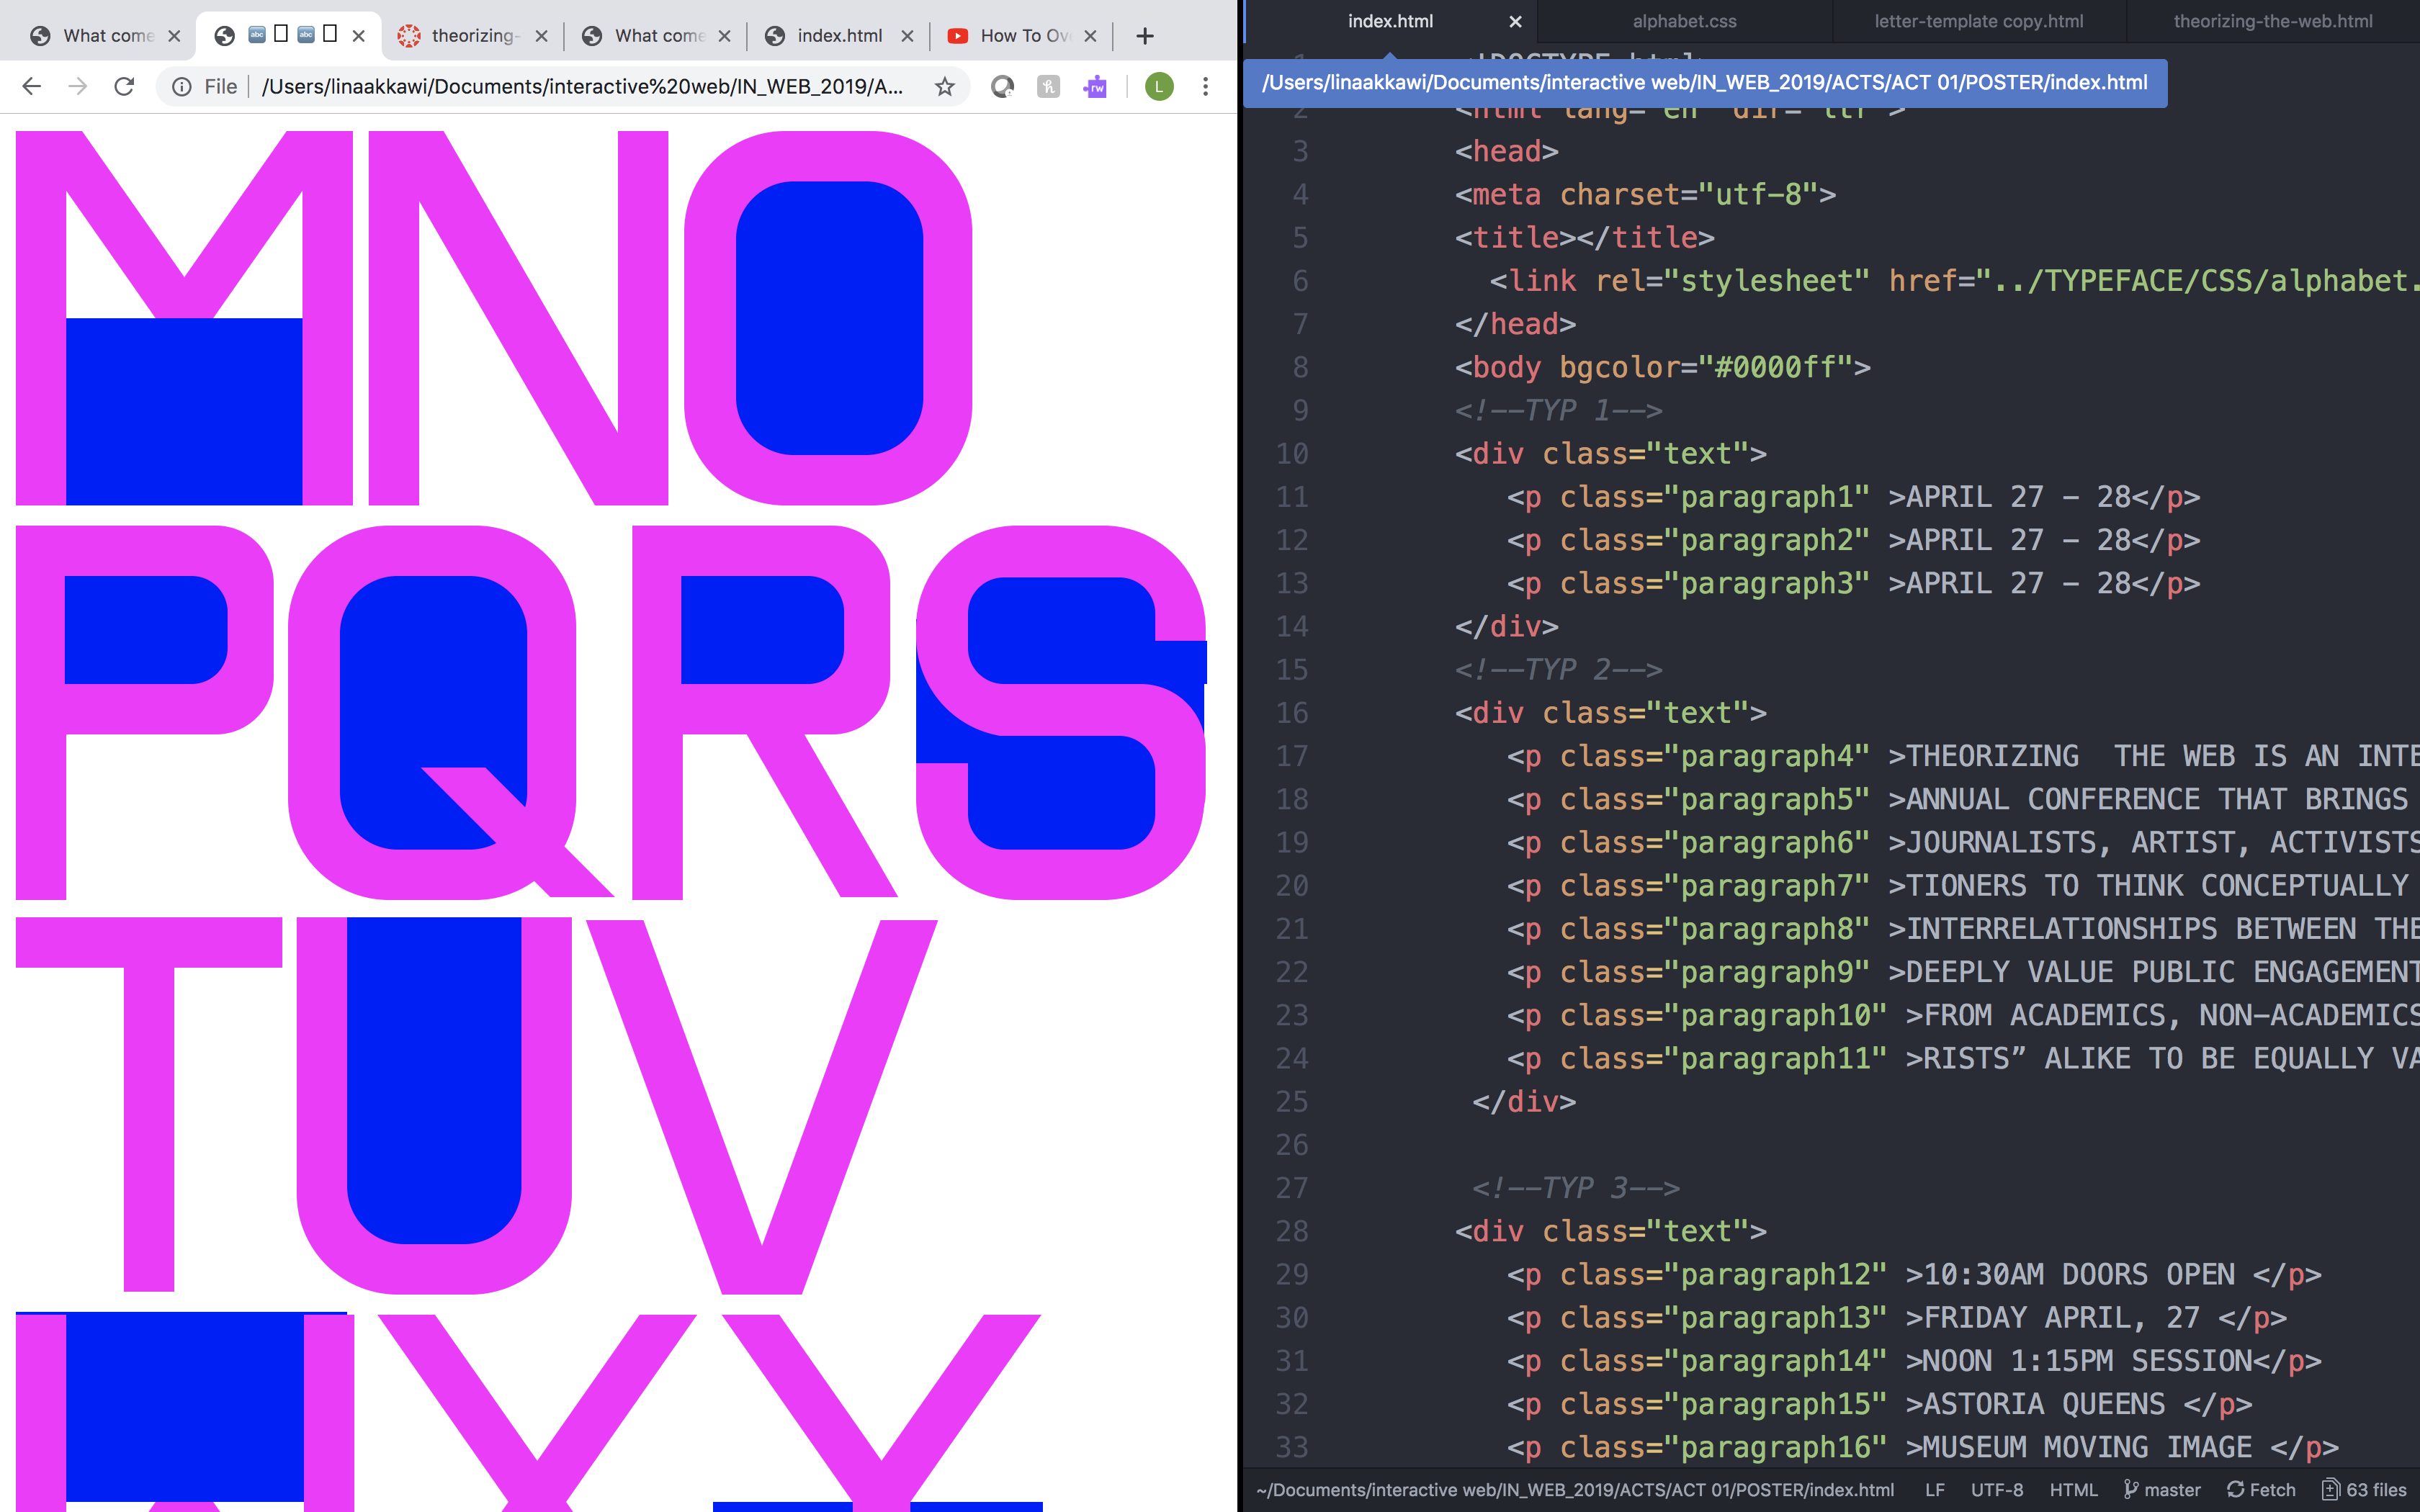 What come
theorizing-
What come
index.html
How To Ov
File
/Users/linaakkawi/Documents/interactive%20web/IN_WEB_2019/A...
L
MNO
PQRS
TUV
index.html
alphabet.css
letter-template copy.html
theorizing-the-web.html
/Users/linaakkawi/Documents/interactive web/IN_WEB_2019/ACTS/ACT 01/POSTER/index.html
3 <head>
4 <meta charset="utf-8">
5 <title></title>
6 <link rel="stylesheet" href="../TYPEFACE/CSS/alphabet.
7 </head>
8 <body bgcolor="#0000ff">
9 <!--TYP 1-->
10 <div class="text">
11 <p class="paragraph1" >APRIL 27 - 28</p>
12 <p class="paragraph2" >APRIL 27 - 28</p>
13 <p class="paragraph3" >APRIL 27 - 28</p>
14 </div>
15 <!--TYP 2-->
16 <div class="text">
17 <p class="paragraph4" >THEORIZING  THE WEB IS AN INTE
18 <p class="paragraph5" >ANNUAL CONFERENCE THAT BRINGS
19 <p class="paragraph6" >JOURNALISTS, ARTIST, ACTIVISTS
20 <p class="paragraph7" >TIONERS TO THINK CONCEPTUALLY
21 <p class="paragraph8" >INTERRELATIONSHIPS BETWEEN THE
22 <p class="paragraph9" >DEEPLY VALUE PUBLIC ENGAGEMENT
23 <p class="paragraph10" >FROM ACADEMICS, NON-ACADEMICS
24 <p class="paragraph11" >RISTS” ALIKE TO BE EQUALLY VA
25 </div>
26
27 <!--TYP 3-->
28 <div class="text">
29 <p class="paragraph12" >10:30AM DOORS OPEN </p>
30 <p class="paragraph13" >FRIDAY APRIL, 27 </p>
31 <p class="paragraph14" >NOON 1:15PM SESSION</p>
32 <p class="paragraph15" >ASTORIA QUEENS </p>
33 <p class="paragraph16" >MUSEUM MOVING IMAGE </p>
~/Documents/interactive web/IN_WEB_2019/ACTS/ACT 01/POSTER/index.html
LF
UTF-8
HTML
master
Fetch
63 files